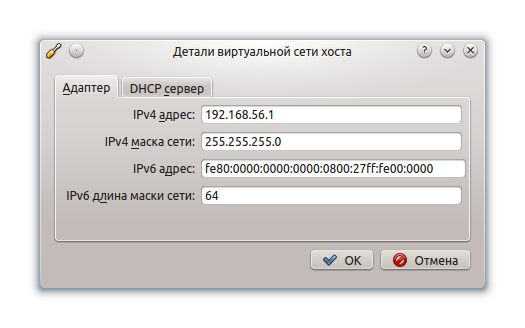 Детали виртуальной сети хоста
Адаптер
DHCP сервер
IPv4 адрес: 192.168.56.1
IPv4 маска сети: 255.255.255.0
IPv6 адрес: fe80:0000:0000:0000:0800:27ff:fe00:0000
IPv6 длина маски сети: 64
OK
Отмена